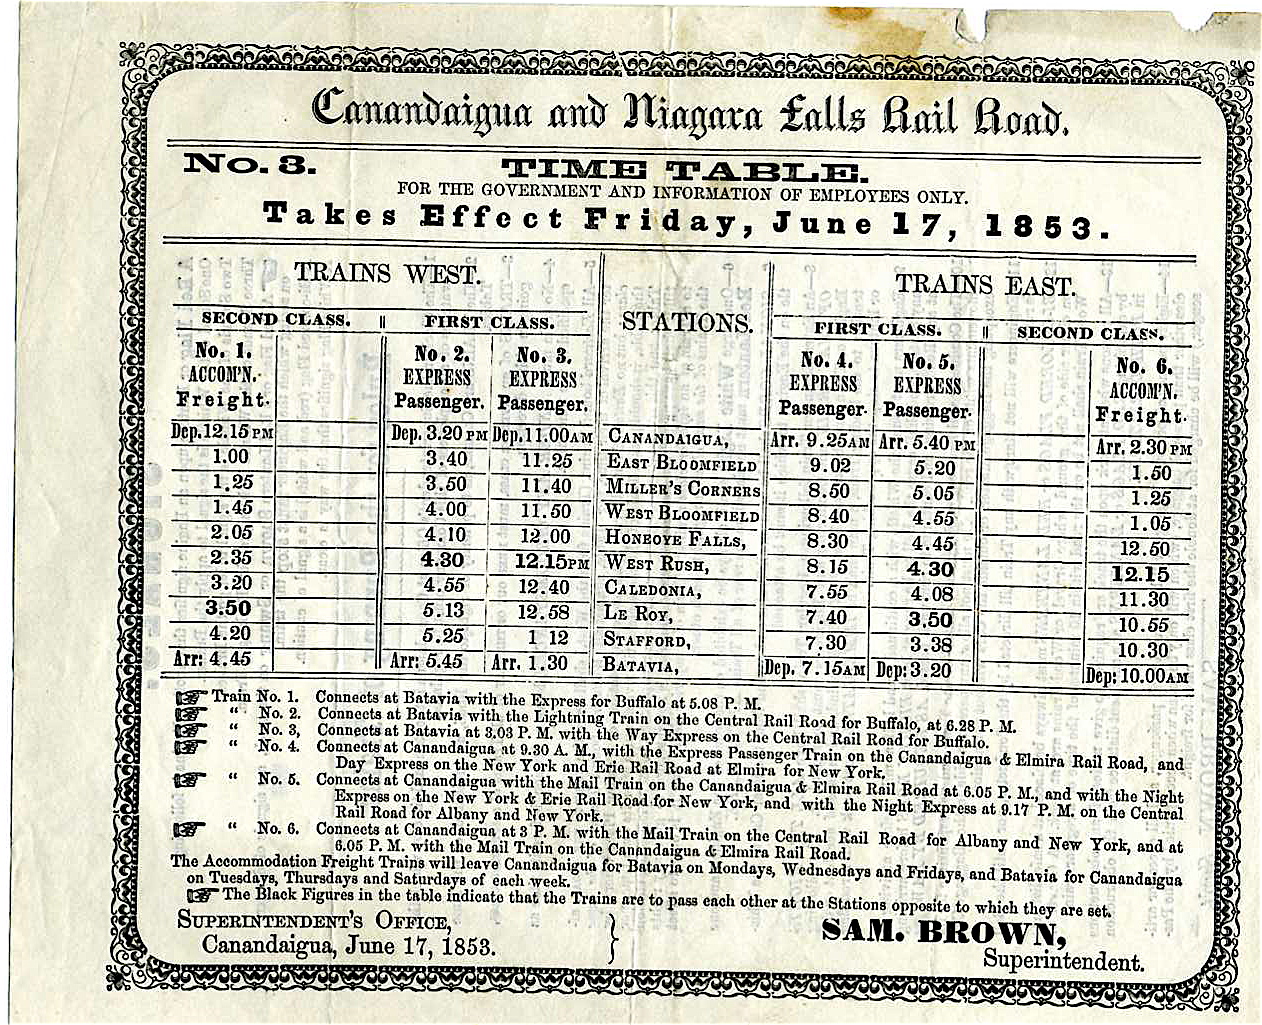 Canandaigua and Niagara Falls Rail Road.
No. 3. TIME TABLE.
FOR THE GOVERNMENT AND INFORMATION OF EMPLOYEES ONLY.
Takes Effect Friday, June 17, 1853.
TRAINS WEST. STATIONS. TRAINS EAST.
SECOND CLASS. || FIRST CLASS. FIRST CLASS. || SECOND CLASS.
No. 1. No. 2. No. 3. No. 4. No. 5. No. 6.
ACCOM'N. EXPRESS EXPRESS EXPRESS EXPRESS ACCOM'N.
Freight. Passenger. Passenger. Passenger. Passenger. Freight.
Dep. 12.15 PM Dep. 3.20 PM Dep. 11.00 AM CANANDAIGUA, Arr. 9.25 AM Arr. 5.40 PM Arr. 2.30 PM
1.00 3.40 11.25 EAST BLOOMFIELD 9.02 5.20 1.50
1.25 3.50 11.40 MILLER'S CORNERS 8.50 5.05 1.25
1.45 4.00 11.50 WEST BLOOMFIELD 8.40 4.55 1.05
2.05 4.10 12.00 HONEOYE FALLS, 8.30 4.45 12.50
2.35 4.30 12.15 PM WEST RUSH, 8.15 4.30 12.15
3.20 4.55 12.40 CALEDONIA, 7.55 4.08 11.30
3.50 5.13 12.58 LE ROY, 7.40 3.50 10.55
4.20 5.25 1 12 STAFFORD, 7.30 3.38 10.30
Arr: 4.45 Arr: 5.45 Arr. 1.30 BATAVIA, Dep. 7.15 AM Dep: 3.20 Dep: 10.00 AM
☞ Train No. 1. Connects at Batavia with the Express for Buffalo at 5.08 P. M.
☞ " No. 2. Connects at Batavia with the Lightning Train on the Central Rail Road for Buffalo, at 6.28 P. M.
☞ " No. 3, Connects at Batavia at 3.03 P. M. with the Way Express on the Central Rail Road for Buffalo.
☞ " No. 4. Connects at Canandaigua at 9.30 A. M., with the Express Passenger Train on the Canandaigua & Elmira Rail Road, and
Day Express on the New York and Erie Rail Road at Elmira for New York.
☞ " No. 5. Connects at Canandaigua with the Mail Train on the Canandaigua & Elmira Rail Road at 6.05 P. M., and with the Night
Express on the New York & Erie Rail Road for New York, and with the Night Express at 9.17 P. M. on the Central
Rail Road for Albany and New York.
☞ " No. 6. Connects at Canandaigua at 3 P. M. with the Mail Train on the Central Rail Road for Albany and New York, and at
6.05 P. M. with the Mail Train on the Canandaigua & Elmira Rail Road.
The Accommodation Freight Trains will leave Canandaigua for Batavia on Mondays, Wednesdays and Fridays, and Batavia for Canandaigua
on Tuesdays, Thursdays and Saturdays of each week.
☞ The Black Figures in the table indicate that the Trains are to pass each other at the Stations opposite to which they are set.
SUPERINTENDENT'S OFFICE, } SAM. BROWN,
Canandaigua, June 17, 1853. Superintendent.